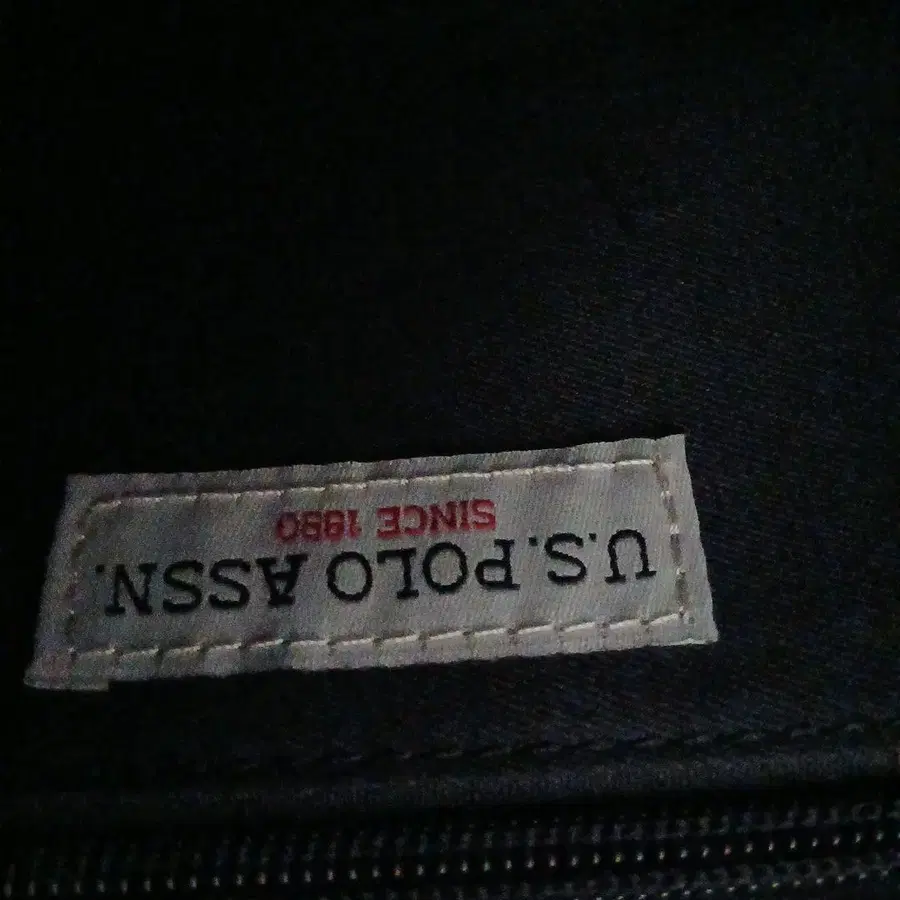 U.S. POLO ASSN.
SINCE 1890